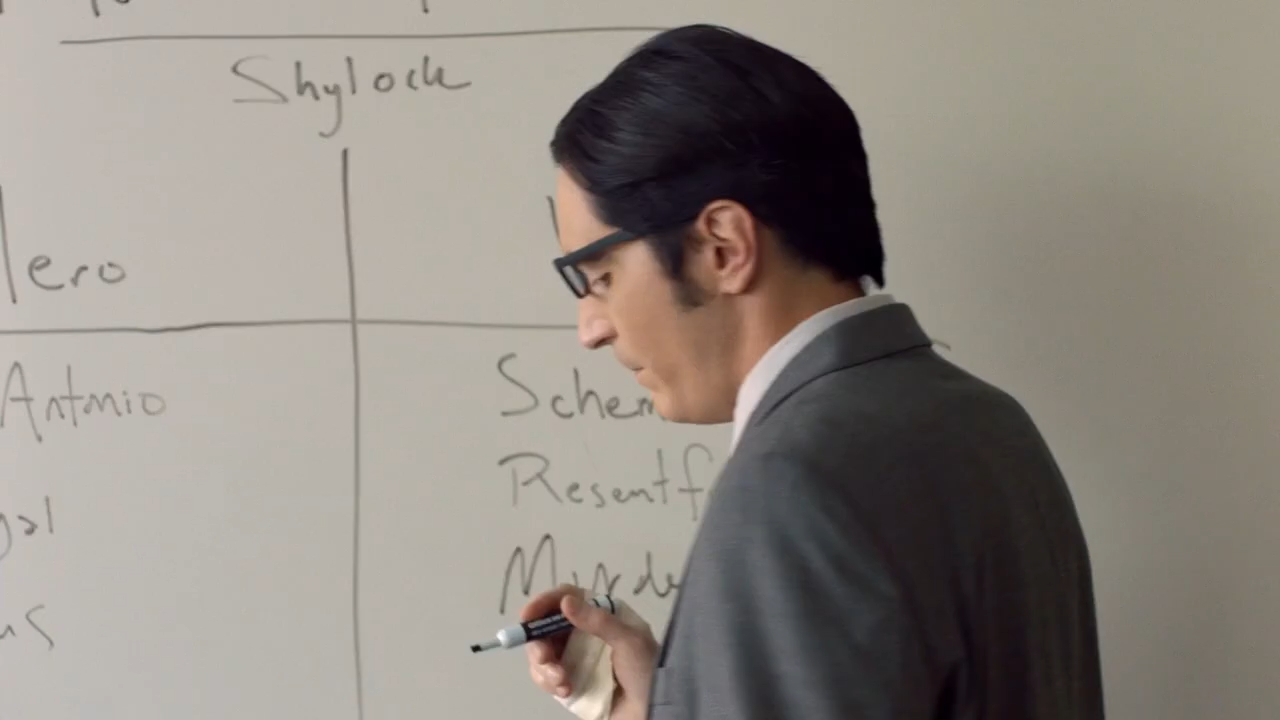 Shylock
lero
Antonio Schem
Resentf
gal
Murde
us